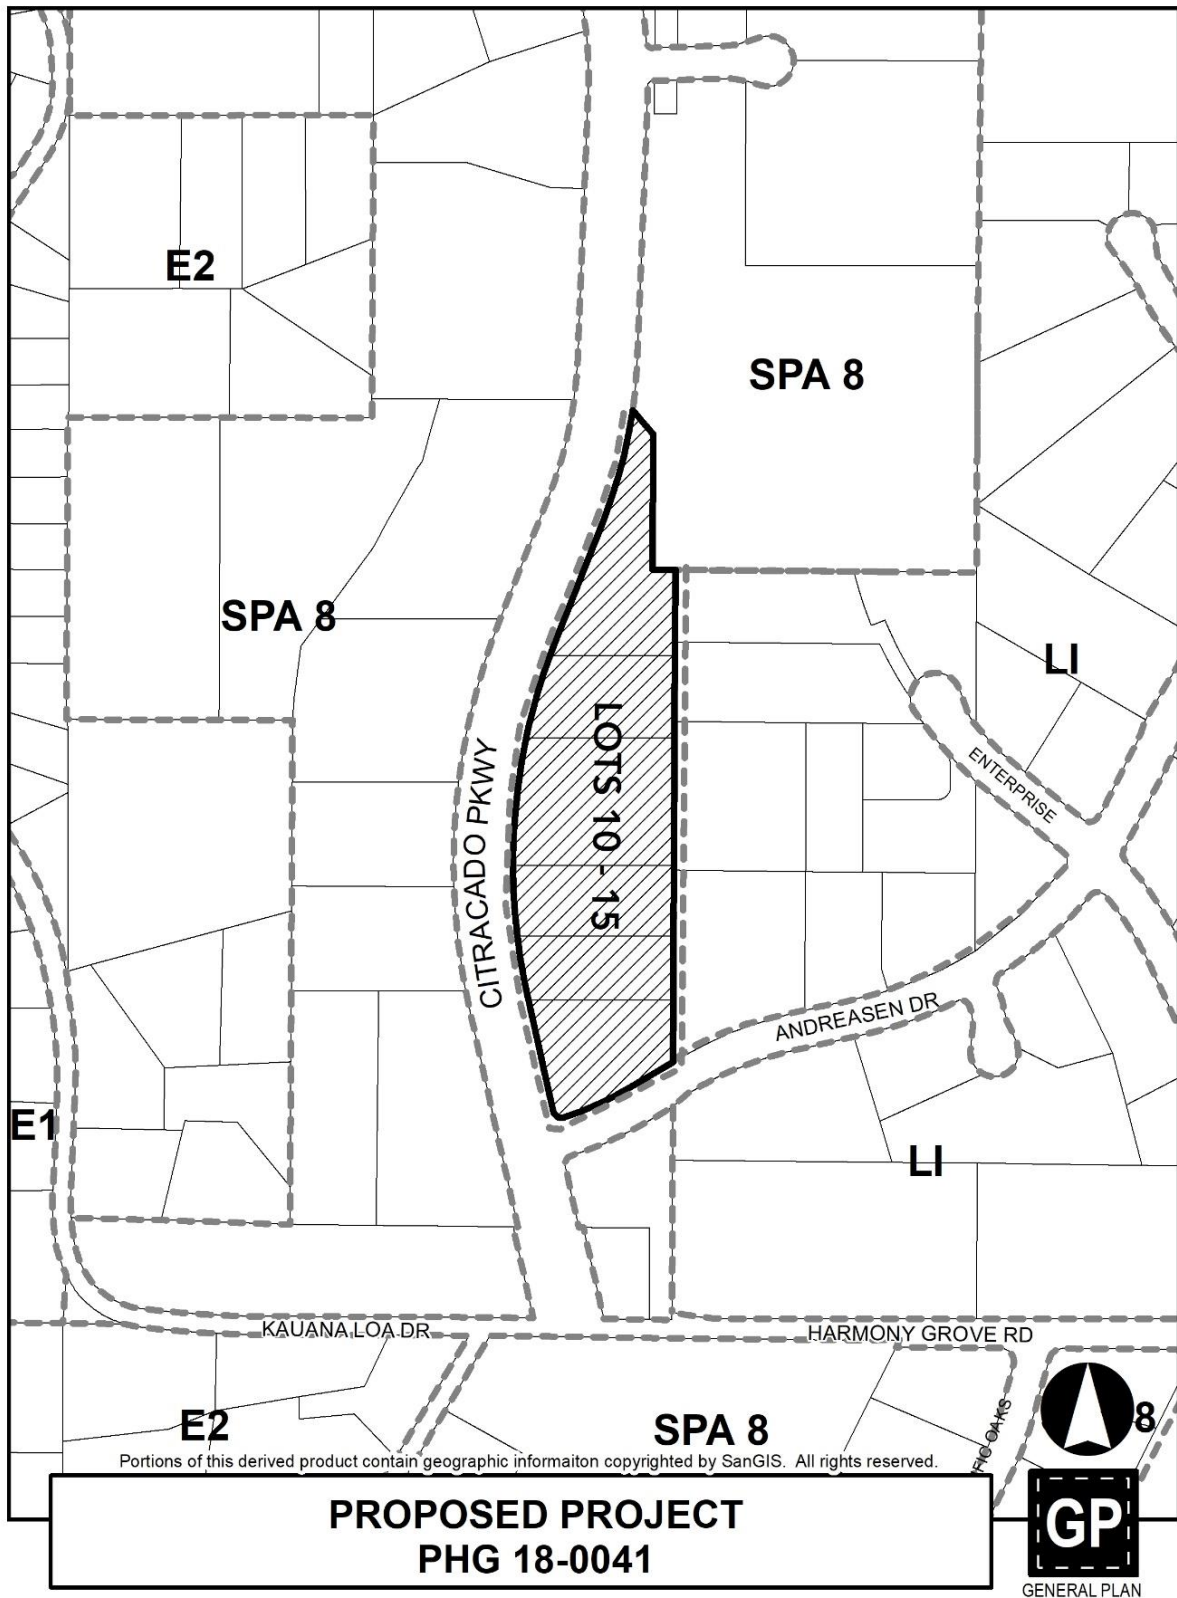 E2
SPA 8
SPA 8
LI
ENTERPRISE
LOTS 10 - 15
CITRACADO PKWY
ANDREASEN DR
E1
LI
KAUANA LOA DR
HARMONY GROVE RD
E2
SPA 8
8
OAKS
Portions of this derived product contain geographic informaiton copyrighted by SanGIS. All rights reserved.
PROPOSED PROJECT
PHG 18-0041
GP
GENERAL PLAN